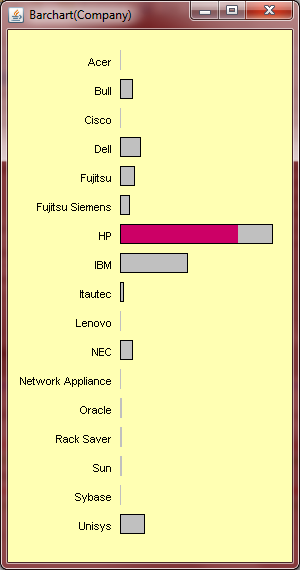 Barchart(Company)
Acer
Bull
Cisco
Dell
Fujitsu
Fujitsu Siemens
HP
IBM
Itautec
Lenovo
NEC
Network Appliance
Oracle
Rack Saver
Sun
Sybase
Unisys